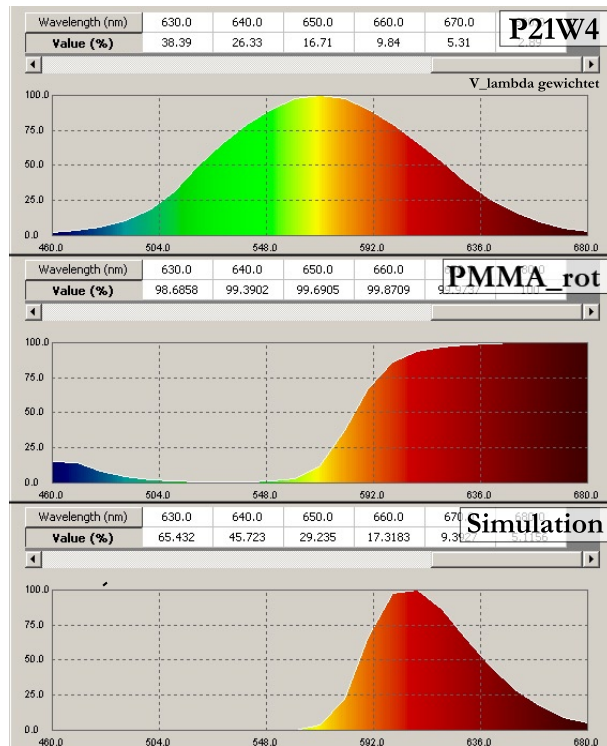 Wavelength (nm) 630.0 640.0 650.0 660.0 670.0 P21W4
Value (%) 38.39 26.33 16.71 9.84 5.31
V_lambda gewichtet
100.0
75.0
50.0
25.0
0.0
460.0 504.0 548.0 592.0 636.0 680.0
Wavelength (nm) 630.0 640.0 650.0 660.0 PMMA_rot
Value (%) 98.6858 99.3902 99.6905 99.8709
100.0
75.0
50.0
25.0
0.0
460.0 504.0 548.0 592.0 636.0 680.0
Wavelength (nm) 630.0 640.0 650.0 660.0 670. Simulation
Value (%) 65.432 45.723 29.235 17.3183
100.0
75.0
50.0
25.0
0.0
460.0 504.0 548.0 592.0 636.0 680.0